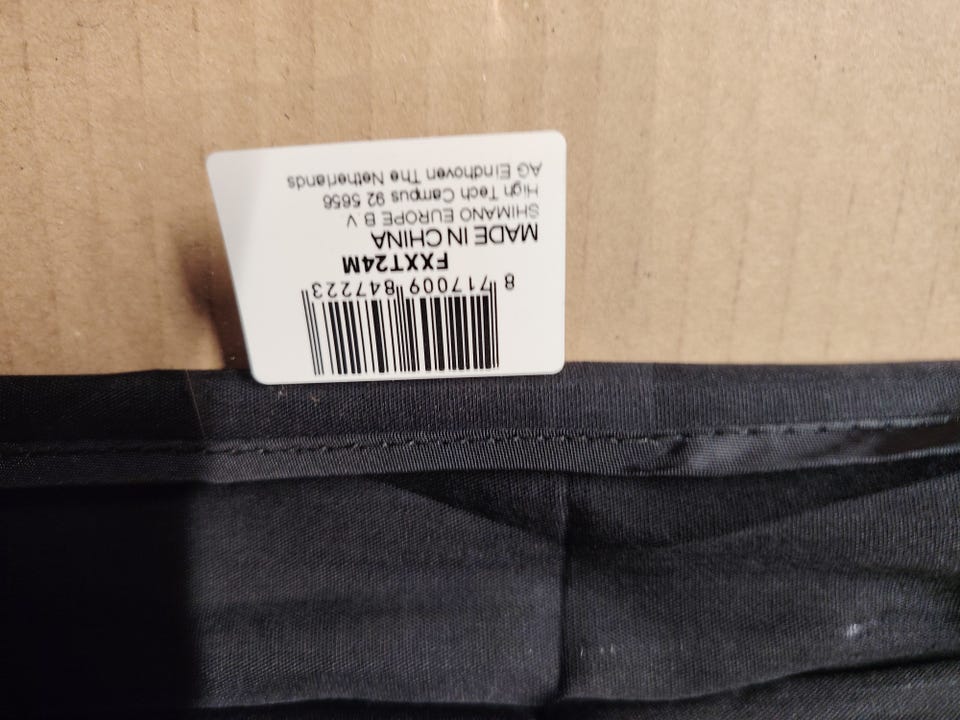 8 717009 847223
FXXT24M
MADE IN CHINA
SHIMANO EUROPE B.V
High Tech Campus 92 5656
AG Eindhoven The Netherlands